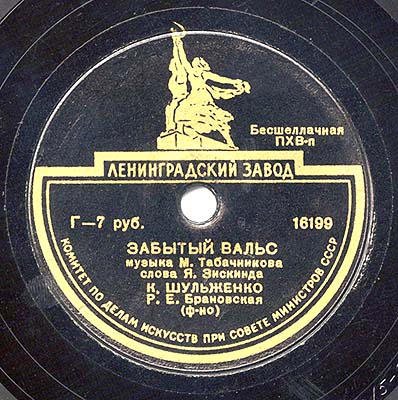 Бесшеллачная
ПХВ-п
ЛЕНИНГРАДСКИЙ ЗАВОД
Г—7 руб.
16199
ЗАБЫТЫЙ ВАЛЬС
музыка М. Табачникова
слова Я. Зискинда
К. ШУЛЬЖЕНКО
Р. Е. Брановская
(ф-но)
КОМИТЕТ ПО ДЕЛАМ ИСКУССТВ ПРИ СОВЕТЕ МИНИСТРОВ СССР